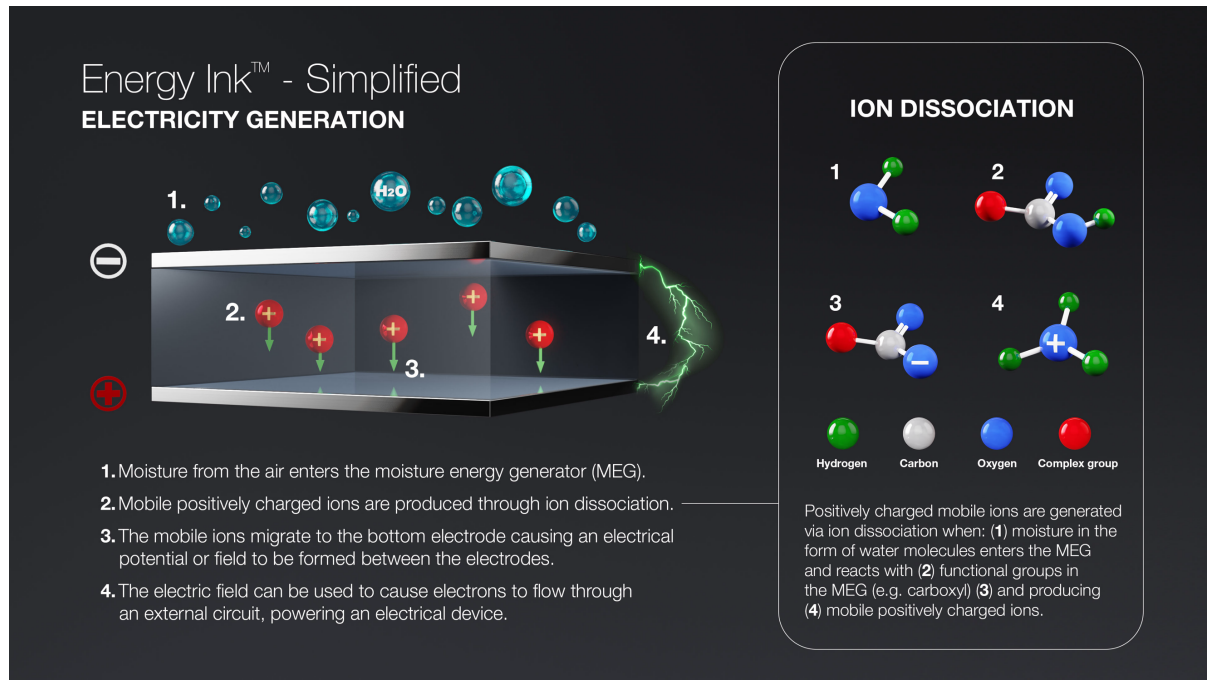 Energy Ink™ - Simplified
ELECTRICITY GENERATION
1.
H₂O
2.
3.
4.
1. Moisture from the air enters the moisture energy generator (MEG).
2. Mobile positively charged ions are produced through ion dissociation.
3. The mobile ions migrate to the bottom electrode causing an electrical
potential or field to be formed between the electrodes.
4. The electric field can be used to cause electrons to flow through
an external circuit, powering an electrical device.
ION DISSOCIATION
1
2
3
4
Hydrogen
Carbon
Oxygen
Complex group
Positively charged mobile ions are generated
via ion dissociation when: (1) moisture in the
form of water molecules enters the MEG
and reacts with (2) functional groups in
the MEG (e.g. carboxyl) (3) and producing
(4) mobile positively charged ions.